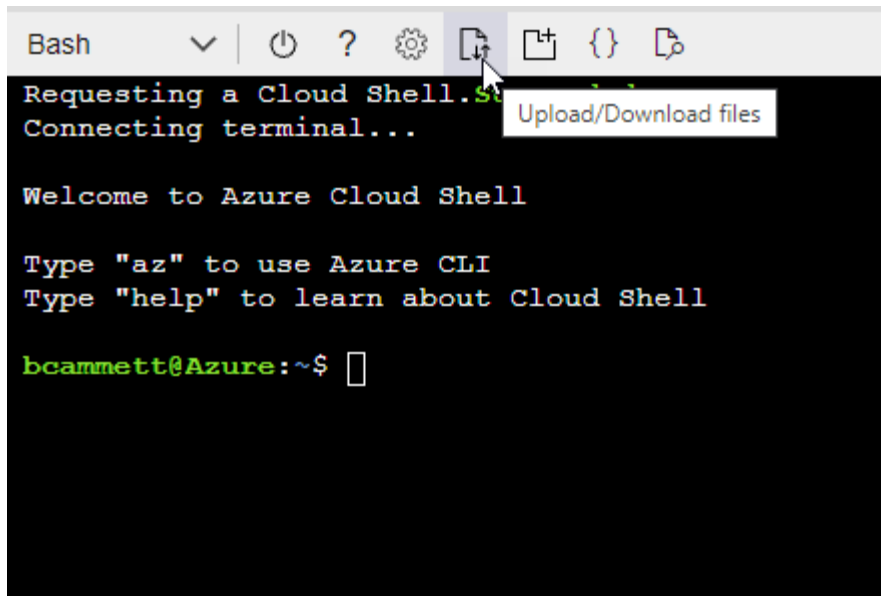 Bash ?  {}
Requesting a Cloud Shell.
Upload/Download files
Connecting terminal...
Welcome to Azure Cloud Shell
Type "az" to use Azure CLI
Type "help" to learn about Cloud Shell
bcammett@Azure:~$